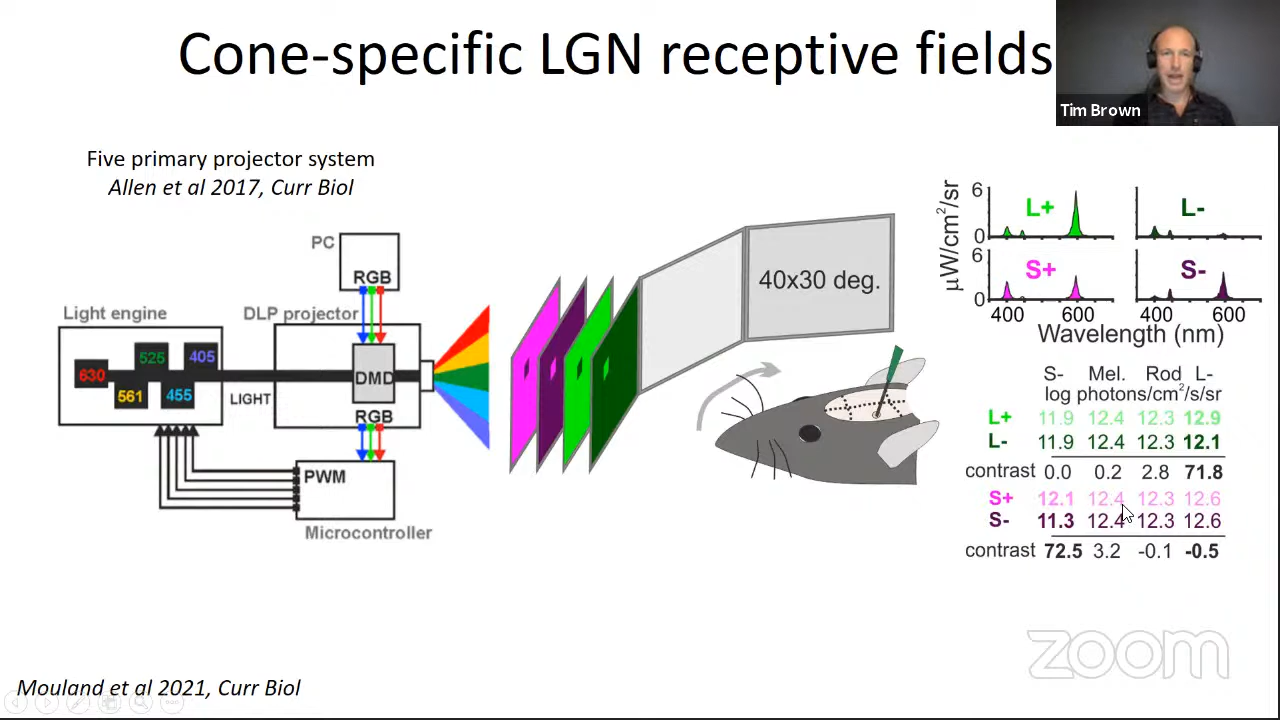 Cone-specific LGN receptive fields
Tim Brown
Five primary projector system
Allen et al 2017, Curr Biol
PC
RGB
Light engine
DLP projector
630
525
405
561
455
LIGHT
DMD
RGB
PWM
Microcontroller
40x30 deg.
µW/cm²/sr
6
0
L+
L-
6
0
S+
S-
400 600 400 600
Wavelength (nm)
S- Mel. Rod L-
log photons/cm²/s/sr
L+ 11.9 12.4 12.3 12.9
L- 11.9 12.4 12.3 12.1
contrast 0.0 0.2 2.8 71.8
S+ 12.1 12.4 12.3 12.6
S- 11.3 12.4 12.3 12.6
contrast 72.5 3.2 -0.1 -0.5
zoom
Mouland et al 2021, Curr Biol